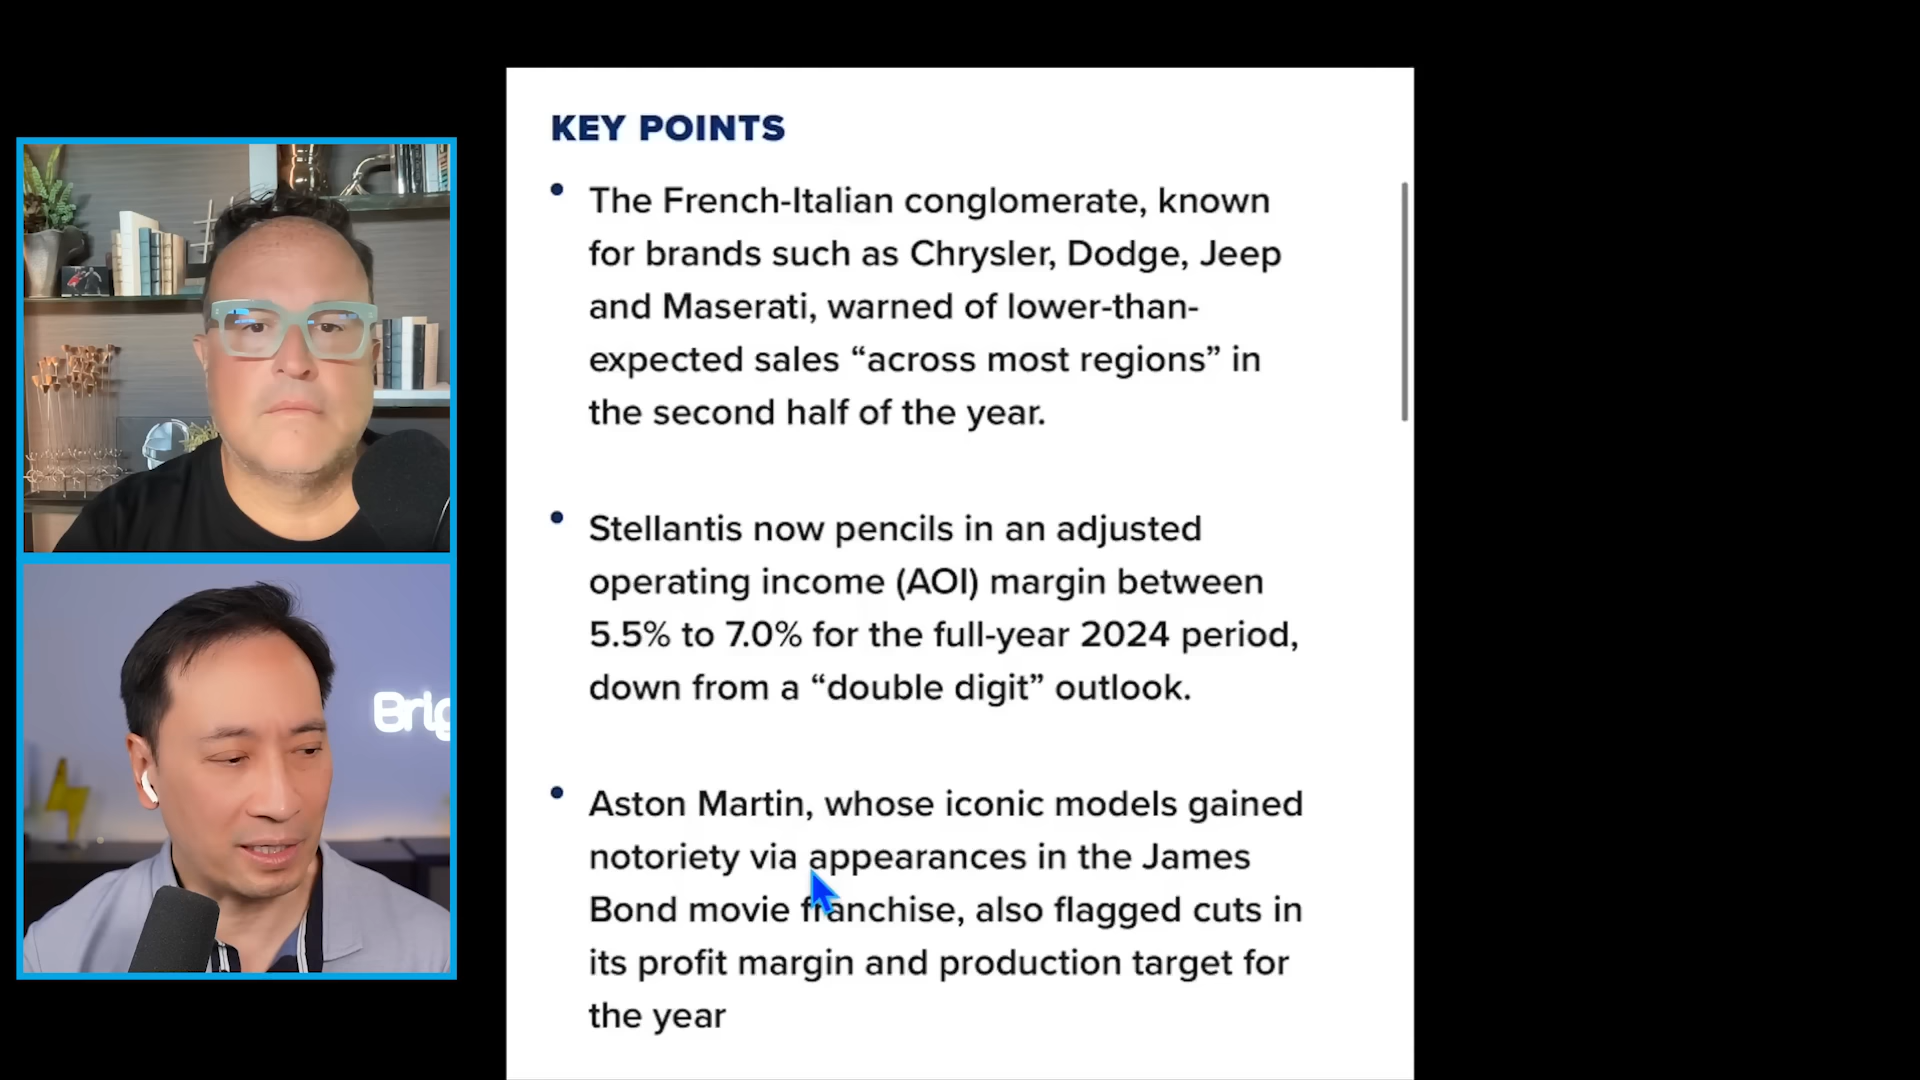 KEY POINTS
The French-Italian conglomerate, known
for brands such as Chrysler, Dodge, Jeep
and Maserati, warned of lower-than-
expected sales “across most regions” in
the second half of the year.
Stellantis now pencils in an adjusted
operating income (AOI) margin between
5.5% to 7.0% for the full-year 2024 period,
down from a “double digit” outlook.
Aston Martin, whose iconic models gained
notoriety via appearances in the James
Bond movie franchise, also flagged cuts in
its profit margin and production target for
the year
Brig